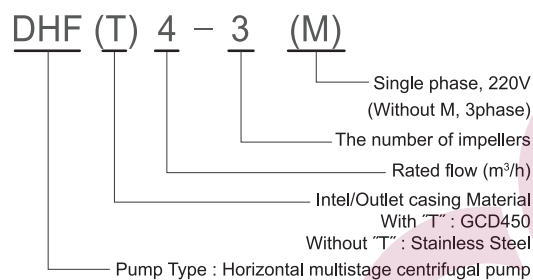 DHF (T) 4 - 3 (M)
Single phase, 220V
(Without M, 3phase)
The number of impellers
Rated flow (m³/h)
Intel/Outlet casing Material
With ˝T˝ : GCD450
Without ˝T˝ : Stainless Steel
Pump Type : Horizontal multistage centrifugal pump